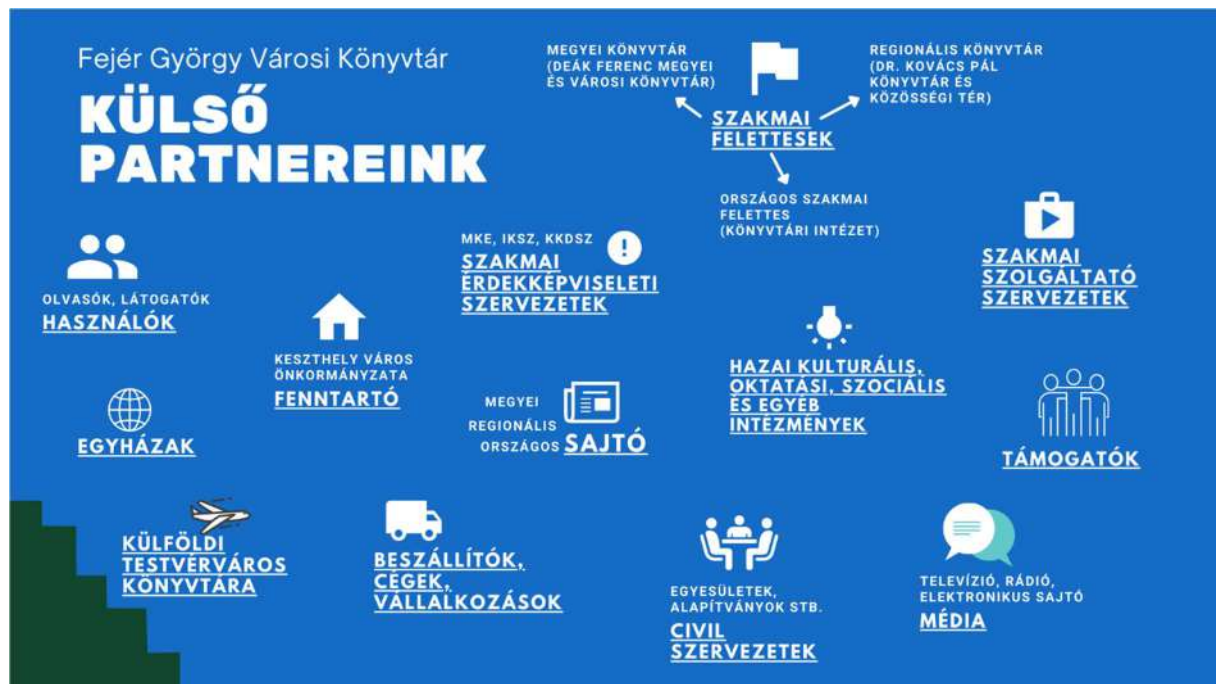 Fejér György Városi Könyvtár
KÜLSŐ
PARTNEREINK
MEGYEI KÖNYVTÁR
(DEÁK FERENC MEGYEI
ÉS VÁROSI KÖNYVTÁR)
REGIONÁLIS KÖNYVTÁR
(DR. KOVÁCS PÁL
KÖNYVTÁR ÉS
KÖZÖSSÉGI TÉR)
SZAKMAI
FELETTESEK
ORSZÁGOS SZAKMAI
FELETTES
(KÖNYVTÁRI INTÉZET)
OLVASÓK, LÁTOGATÓK
HASZNÁLÓK
MKE, IKSZ, KKDSZ
SZAKMAI
ÉRDEKKÉPVISELETI
SZERVEZETEK
SZAKMAI
SZOLGÁLTATÓ
SZERVEZETEK
KESZTHELY VÁROS
ÖNKORMÁNYZATA
FENNTARTÓ
HAZAI KULTURÁLIS,
OKTATÁSI, SZOCIÁLIS
ÉS EGYÉB
INTÉZMÉNYEK
EGYHÁZAK
MEGYEI
REGIONÁLIS
ORSZÁGOS SAJTÓ
TÁMOGATÓK
KÜLFÖLDI
TESTVÉRVÁROS
KÖNYVTÁRA
BESZÁLLÍTÓK,
CÉGEK,
VÁLLALKOZÁSOK
EGYESÜLETEK,
ALAPÍTVÁNYOK STB.
CIVIL
SZERVEZETEK
TELEVÍZIÓ, RÁDIÓ,
ELEKTRONIKUS SAJTÓ
MÉDIA